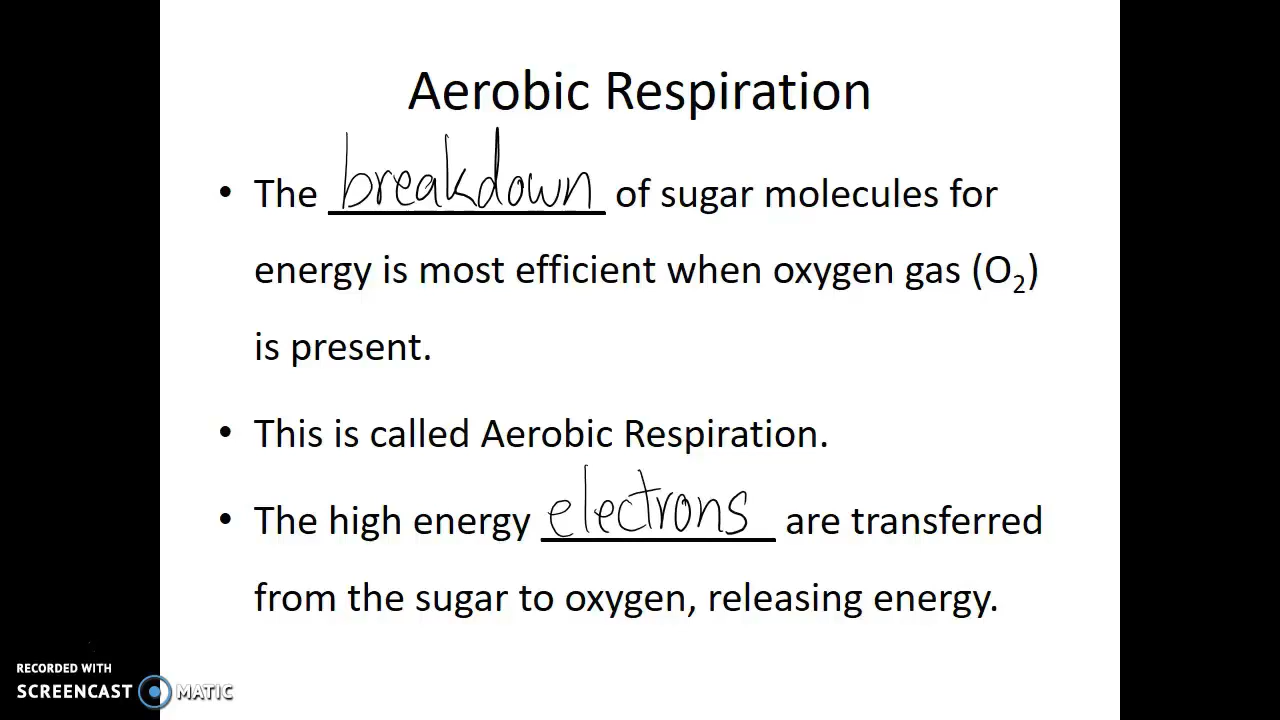 Aerobic Respiration
• The breakdown of sugar molecules for
energy is most efficient when oxygen gas (O₂)
is present.
• This is called Aerobic Respiration.
• The high energy electrons are transferred
from the sugar to oxygen, releasing energy.
RECORDED WITH
SCREENCAST MATIC